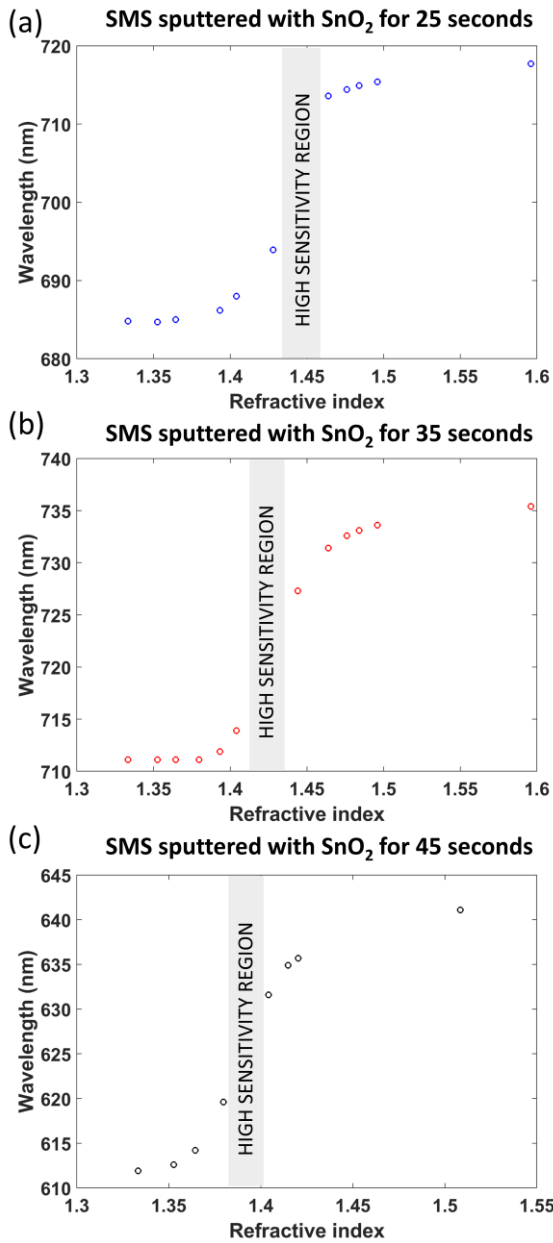 (a)
SMS sputtered with SnO₂ for 25 seconds
720
710
700
690
680
Wavelength (nm)
HIGH SENSITIVITY REGION
1.3 1.35 1.4 1.45 1.5 1.55 1.6
Refractive index
(b)
SMS sputtered with SnO₂ for 35 seconds
740
735
730
725
720
715
710
Wavelength (nm)
HIGH SENSITIVITY REGION
1.3 1.35 1.4 1.45 1.5 1.55 1.6
Refractive index
(c)
SMS sputtered with SnO₂ for 45 seconds
645
640
635
630
625
620
615
610
Wavelength (nm)
HIGH SENSITIVITY REGION
1.3 1.35 1.4 1.45 1.5 1.55
Refractive index